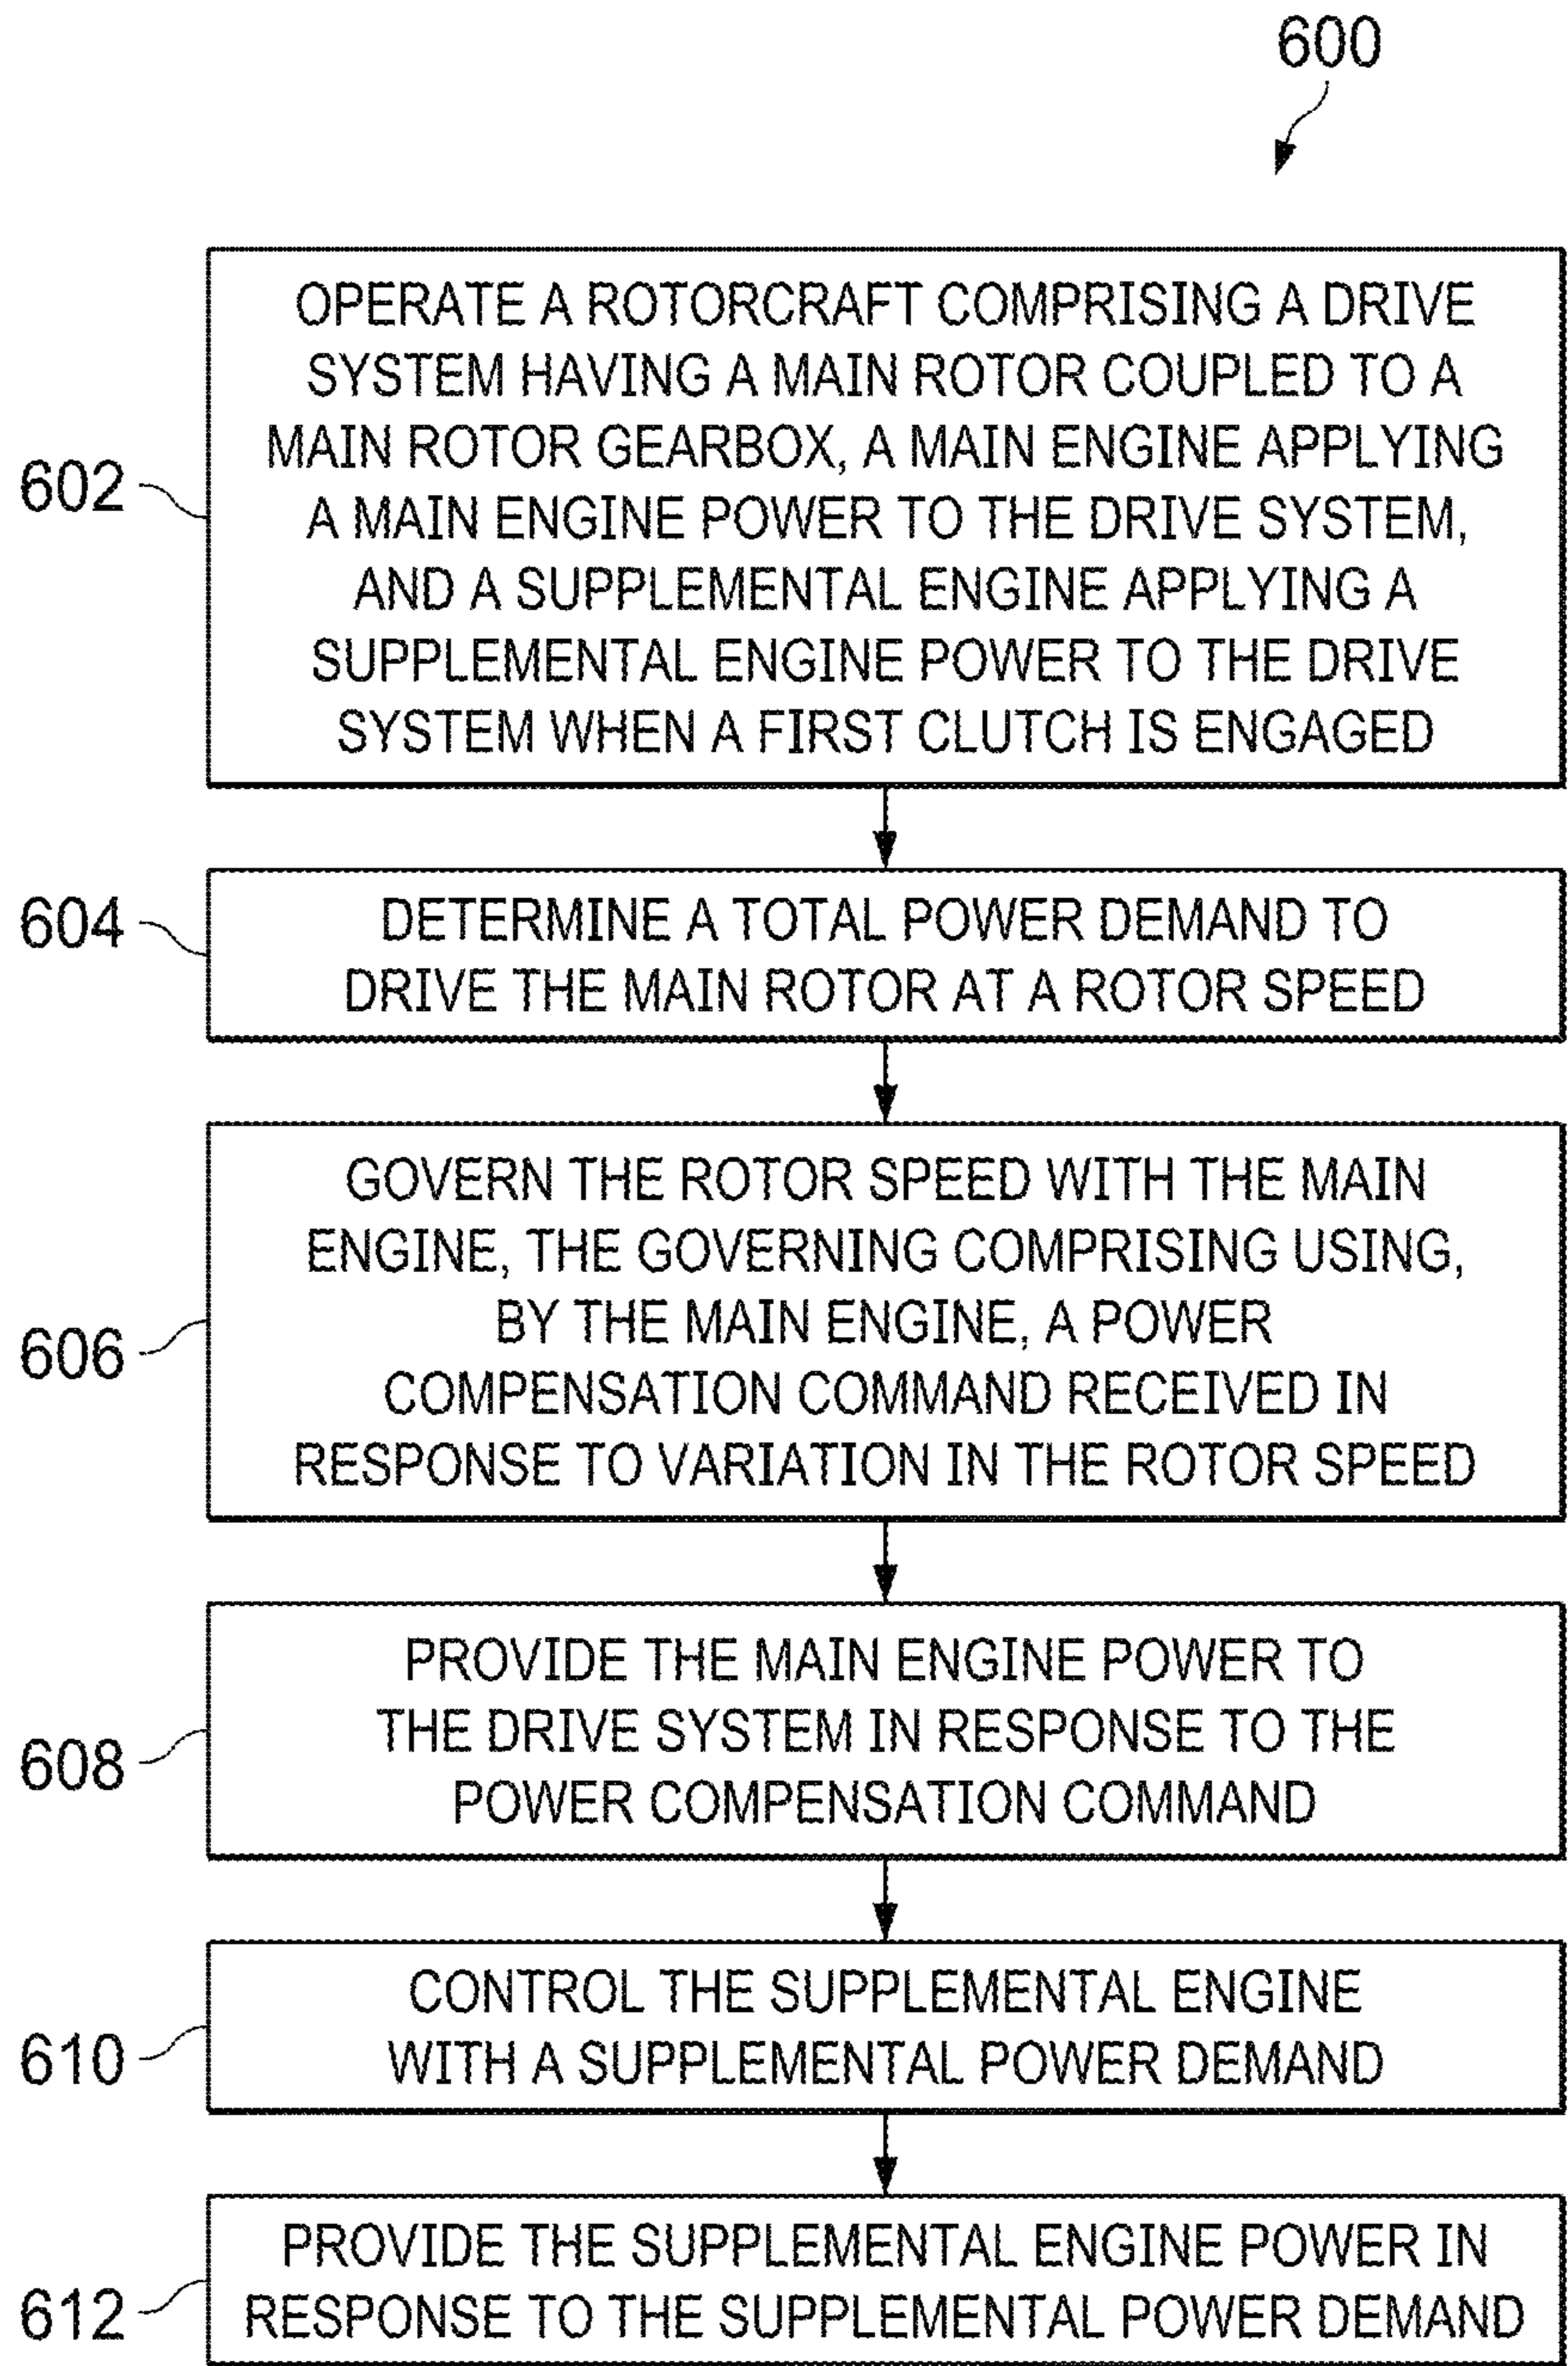 600
602
OPERATE A ROTORCRAFT COMPRISING A DRIVE
SYSTEM HAVING A MAIN ROTOR COUPLED TO A
MAIN ROTOR GEARBOX, A MAIN ENGINE APPLYING
A MAIN ENGINE POWER TO THE DRIVE SYSTEM,
AND A SUPPLEMENTAL ENGINE APPLYING A
SUPPLEMENTAL ENGINE POWER TO THE DRIVE
SYSTEM WHEN A FIRST CLUTCH IS ENGAGED
604
DETERMINE A TOTAL POWER DEMAND TO
DRIVE THE MAIN ROTOR AT A ROTOR SPEED
606
GOVERN THE ROTOR SPEED WITH THE MAIN
ENGINE, THE GOVERNING COMPRISING USING,
BY THE MAIN ENGINE, A POWER
COMPENSATION COMMAND RECEIVED IN
RESPONSE TO VARIATION IN THE ROTOR SPEED
608
PROVIDE THE MAIN ENGINE POWER TO
THE DRIVE SYSTEM IN RESPONSE TO THE
POWER COMPENSATION COMMAND
610
CONTROL THE SUPPLEMENTAL ENGINE
WITH A SUPPLEMENTAL POWER DEMAND
612
PROVIDE THE SUPPLEMENTAL ENGINE POWER IN
RESPONSE TO THE SUPPLEMENTAL POWER DEMAND